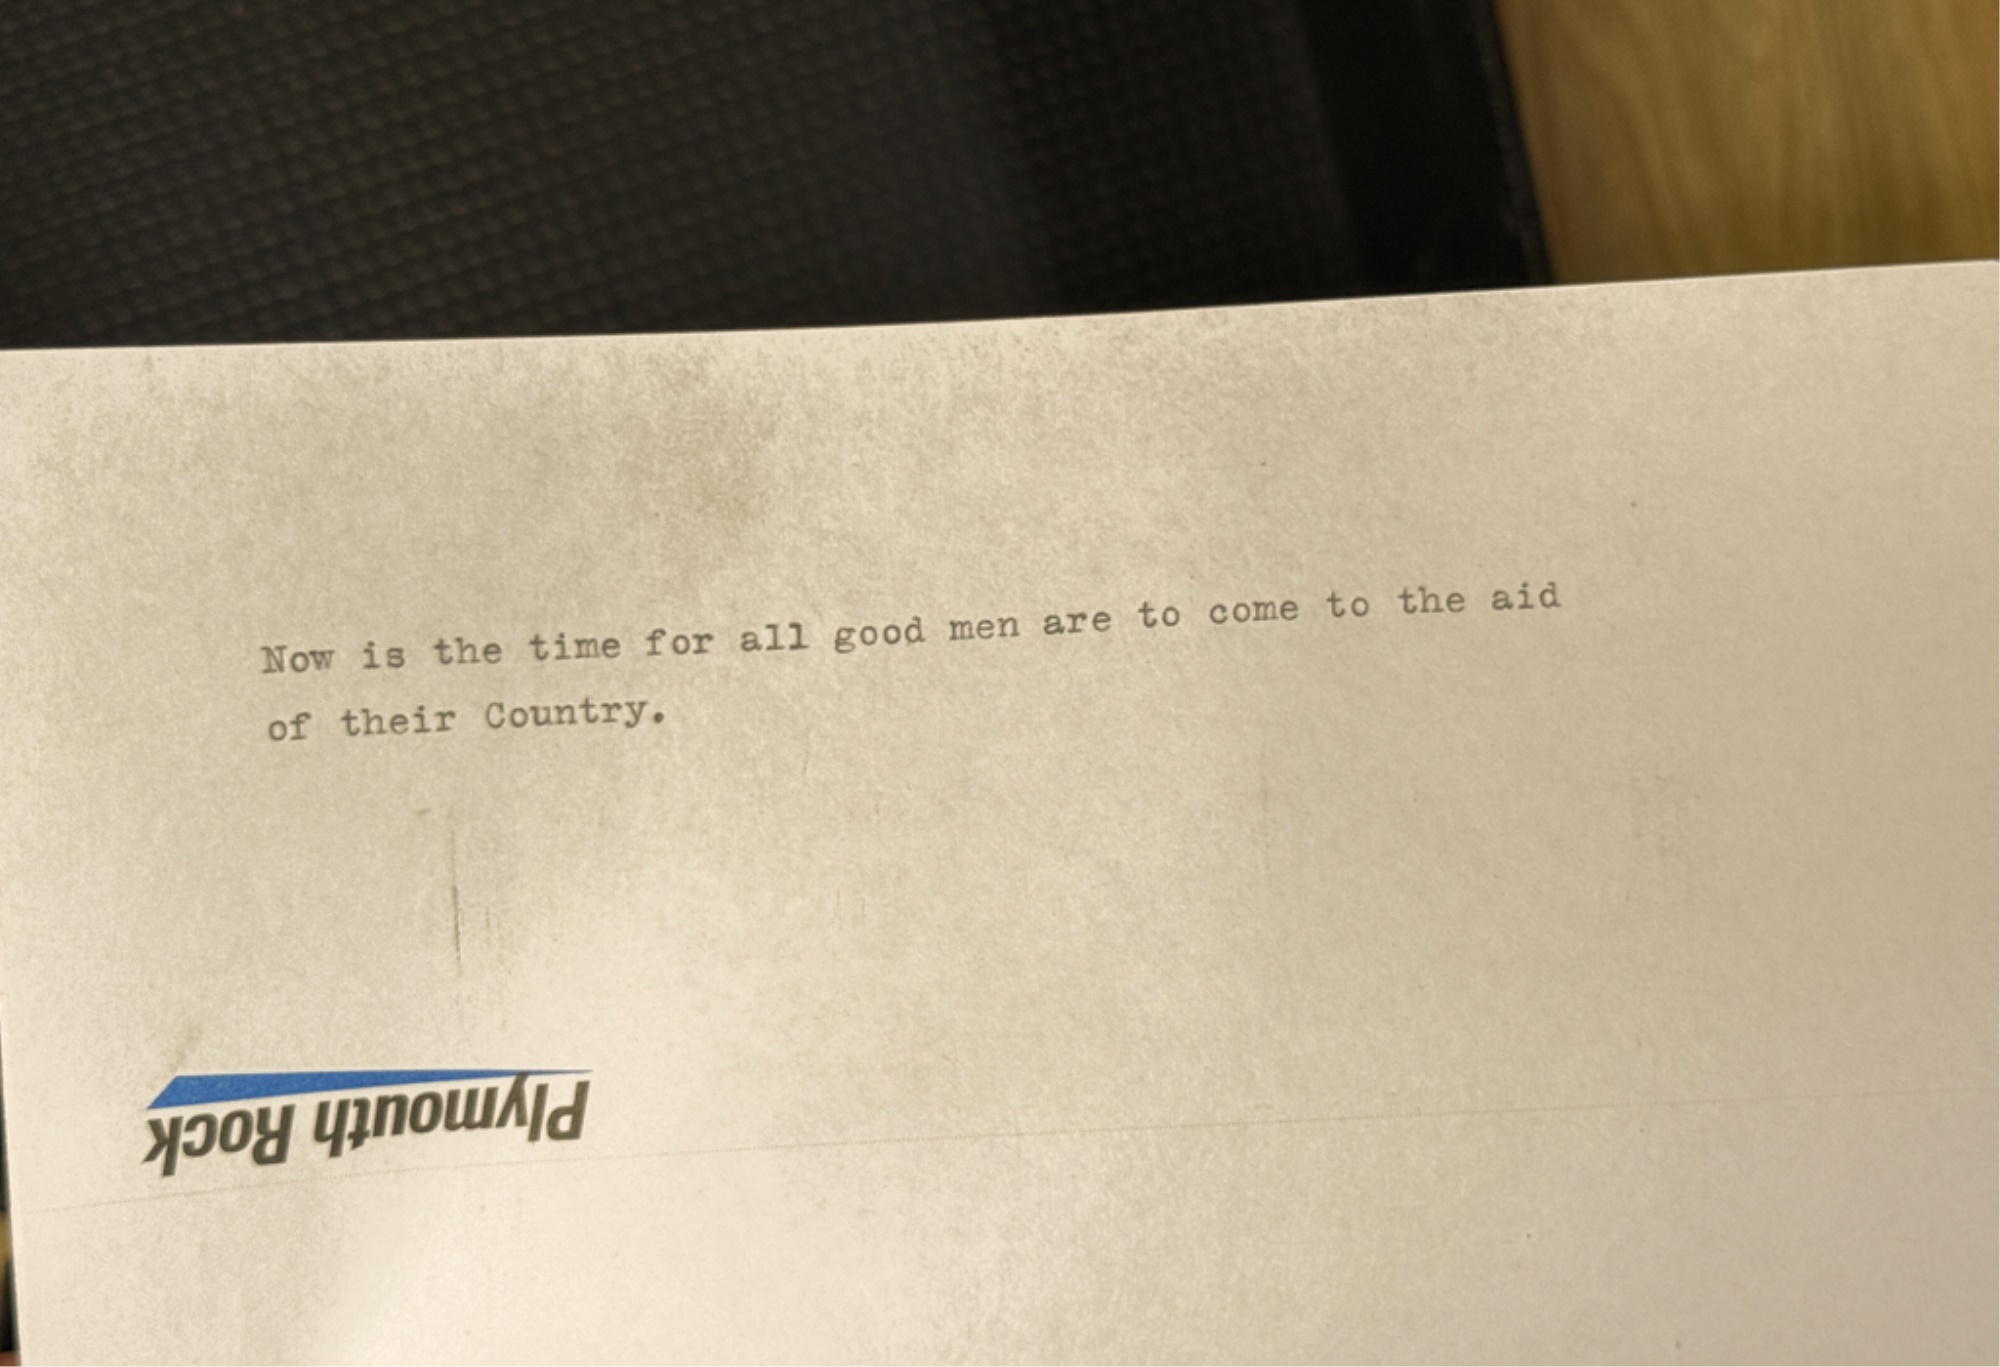 Now is the time for all good men are to come to the aid
of their Country.
Plymouth Rock